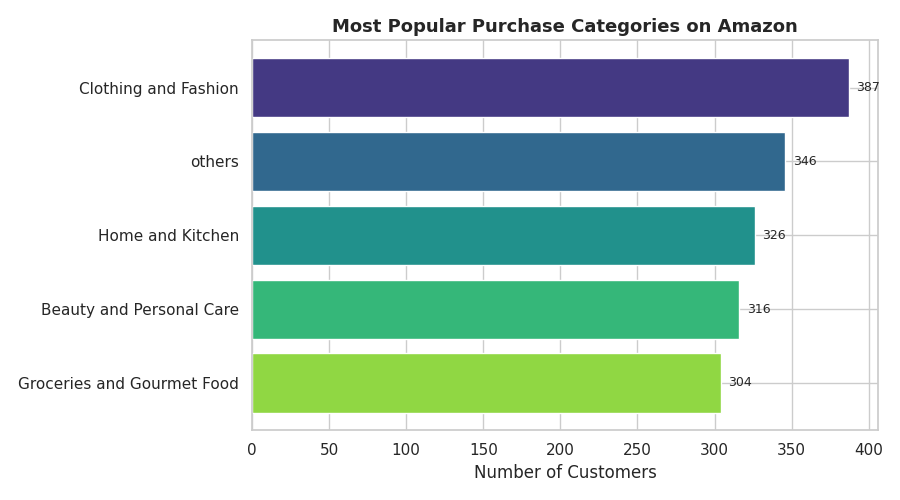 Most Popular Purchase Categories on Amazon
Clothing and Fashion 387
others 346
Home and Kitchen 326
Beauty and Personal Care 316
Groceries and Gourmet Food 304
0 50 100 150 200 250 300 350 400
Number of Customers